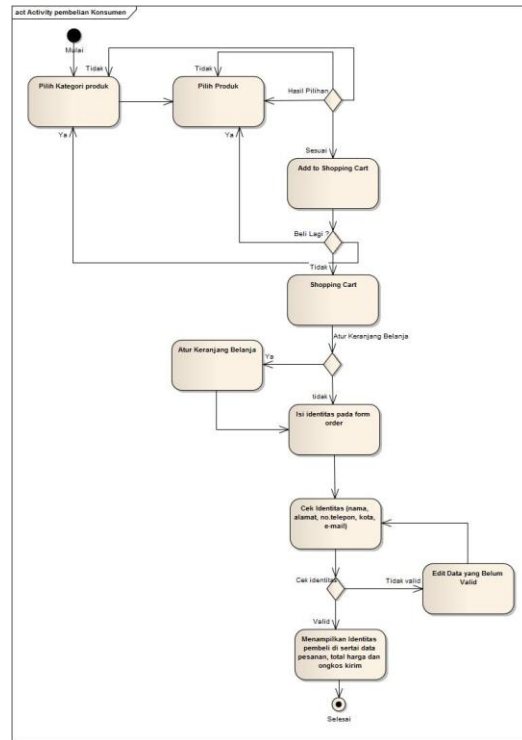 act Activity pembelian Konsumen
Mulai
Tidak
Tidak
Pilih Kategori produk
Pilih Produk
Hasil Pilihan
Ya
Ya
Sesuai
Add to Shopping Cart
Beli Lagi ?
Tidak
Shopping Cart
Atur Keranjang Belanja
Atur Keranjang Belanja
Ya
tidak
Isi identitas pada form
order
Cek Identitas (nama,
alamat, no.telepon, kota,
e-mail)
Cek identitas
Tidak valid
Edit Data yang Belum
Valid
Valid
Menampilkan Identitas
pembeli di sertai data
pesanan, total harga dan
ongkos kirim
Selesai